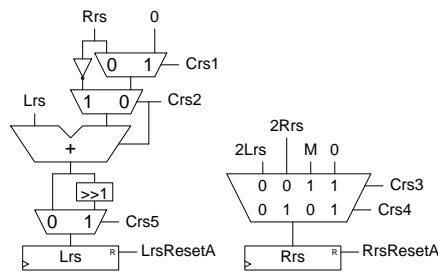 Rrs 0
0 1 Crs1
1 0 Crs2
Lrs
+
>>1
0 1 Crs5
Lrs R LrsResetA
2Rrs
2Lrs M 0
0 0 1 1 Crs3
0 1 0 1 Crs4
Rrs R RrsResetA